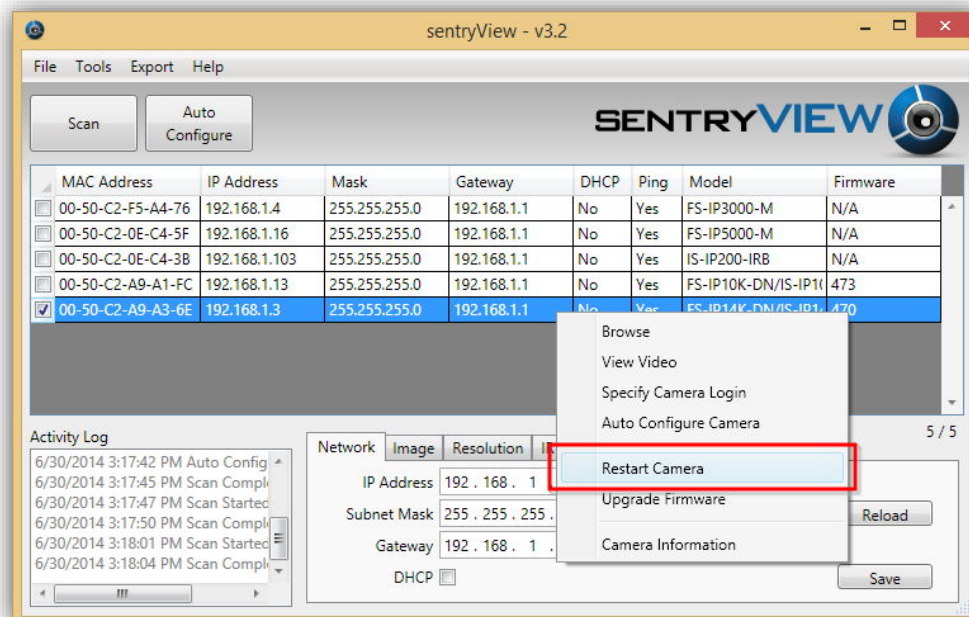 sentryView - v3.2
File Tools Export Help
Scan
Auto
Configure
SENTRYVIEW
MAC Address IP Address Mask Gateway DHCP Ping Model Firmware
00-50-C2-F5-A4-76 192.168.1.4 255.255.255.0 192.168.1.1 No Yes FS-IP3000-M N/A
00-50-C2-0E-C4-5F 192.168.1.16 255.255.255.0 192.168.1.1 No Yes FS-IP5000-M N/A
00-50-C2-0E-C4-3B 192.168.1.103 255.255.255.0 192.168.1.1 No Yes IS-IP200-IRB N/A
00-50-C2-A9-A1-FC 192.168.1.13 255.255.255.0 192.168.1.1 No Yes FS-IP10K-DN/IS-IP1( 473
00-50-C2-A9-A3-6E 192.168.1.3 255.255.255.0 192.168.1.1 No Yes FS-IP14K-DN/IS-IP14 470
Browse
View Video
Specify Camera Login
Auto Configure Camera
Restart Camera
Upgrade Firmware
Camera Information
5 / 5
Activity Log
6/30/2014 3:17:42 PM Auto Config
6/30/2014 3:17:45 PM Scan Compl
6/30/2014 3:17:47 PM Scan Started
6/30/2014 3:17:50 PM Scan Compl
6/30/2014 3:18:01 PM Scan Started
6/30/2014 3:18:04 PM Scan Compl
Network Image Resolution IR
IP Address 192 . 168 . 1
Subnet Mask 255 . 255 . 255 .
Gateway 192 . 168 . 1 .
DHCP
Reload
Save